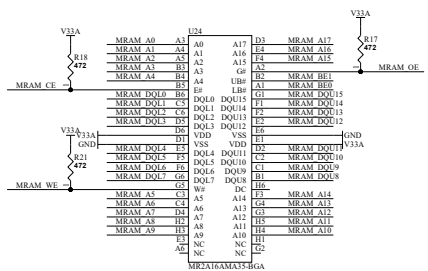 V33A U24 V33A
MRAM_A0 A3 A0 A17 D3 MRAM_A17
MRAM_A1 A4 A1 A16 E4 MRAM_A16 R17
R18 MRAM_A2 A5 A2 A15 F4 MRAM_A15 472
472 MRAM_A3 B3 A3 G# A2 MRAM_OE
MRAM_A4 B4 A4 UB# B2 MRAM_BE1
MRAM_CE B5 E# LB# A1 MRAM_BE0
MRAM_DQL0 B6 DQL0 DQU15 G1 MRAM_DQU15
MRAM_DQL1 C5 DQL1 DQU14 F1 MRAM_DQU14
MRAM_DQL2 C6 DQL2 DQU13 F2 MRAM_DQU13
MRAM_DQL3 D5 DQL3 DQU12 E2 MRAM_DQU12
V33A V33A D6 VDD VSS E6 GND
GND D1 VSS VDD E1 V33A
MRAM_DQL4 E5 DQL4 DQU11 D2 MRAM_DQU11
R21 MRAM_DQL5 F5 DQL5 DQU10 C2 MRAM_DQU10
472 MRAM_DQL6 F6 DQL6 DQU9 C1 MRAM_DQU9
MRAM_DQL7 G6 DQL7 DQU8 B1 MRAM_DQU8
MRAM_WE G5 W# DC H6
MRAM_A5 C3 A5 A14 F3 MRAM_A14
MRAM_A6 C4 A6 A13 G4 MRAM_A13
MRAM_A7 D4 A7 A12 G3 MRAM_A12
MRAM_A8 H2 A8 A11 H5 MRAM_A11
MRAM_A9 H3 A9 A10 H4 MRAM_A10
E3 NC NC H1
A6 NC NC G2
MR2A16AMA35-BGA